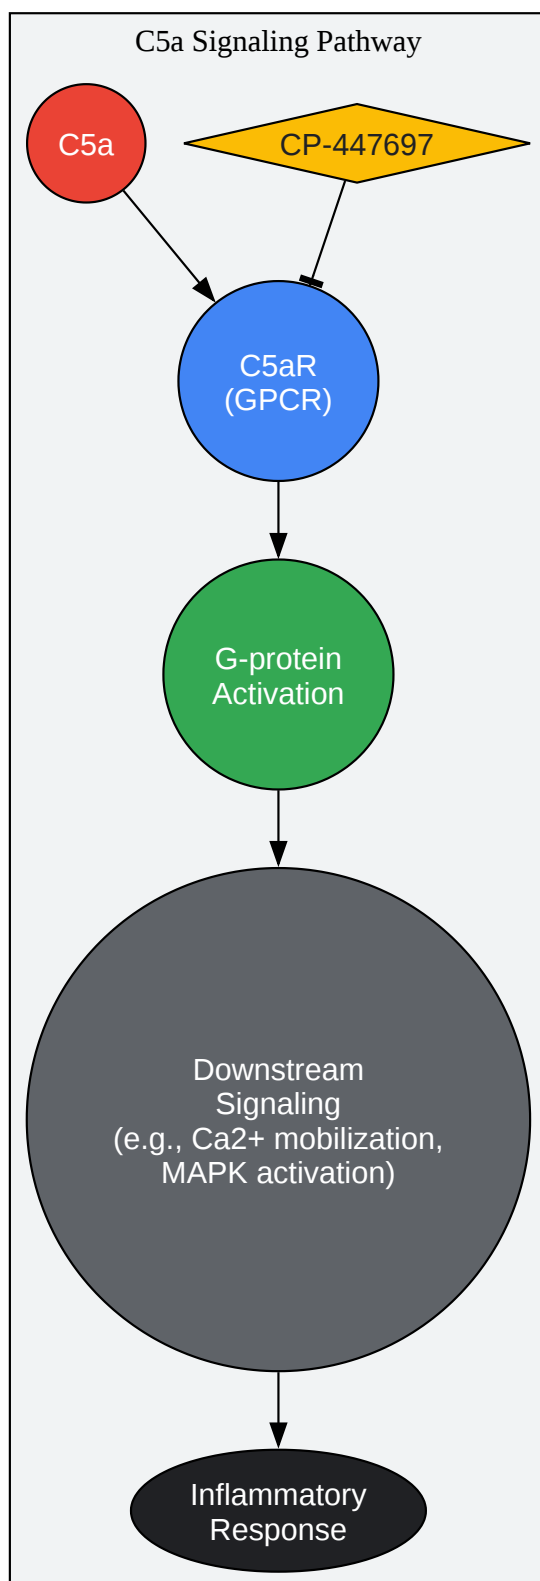 C5a Signaling Pathway
C5a
CP-447697
C5aR
(GPCR)
G-protein
Activation
Downstream
Signaling
(e.g., Ca2+ mobilization,
MAPK activation)
Inflammatory
Response